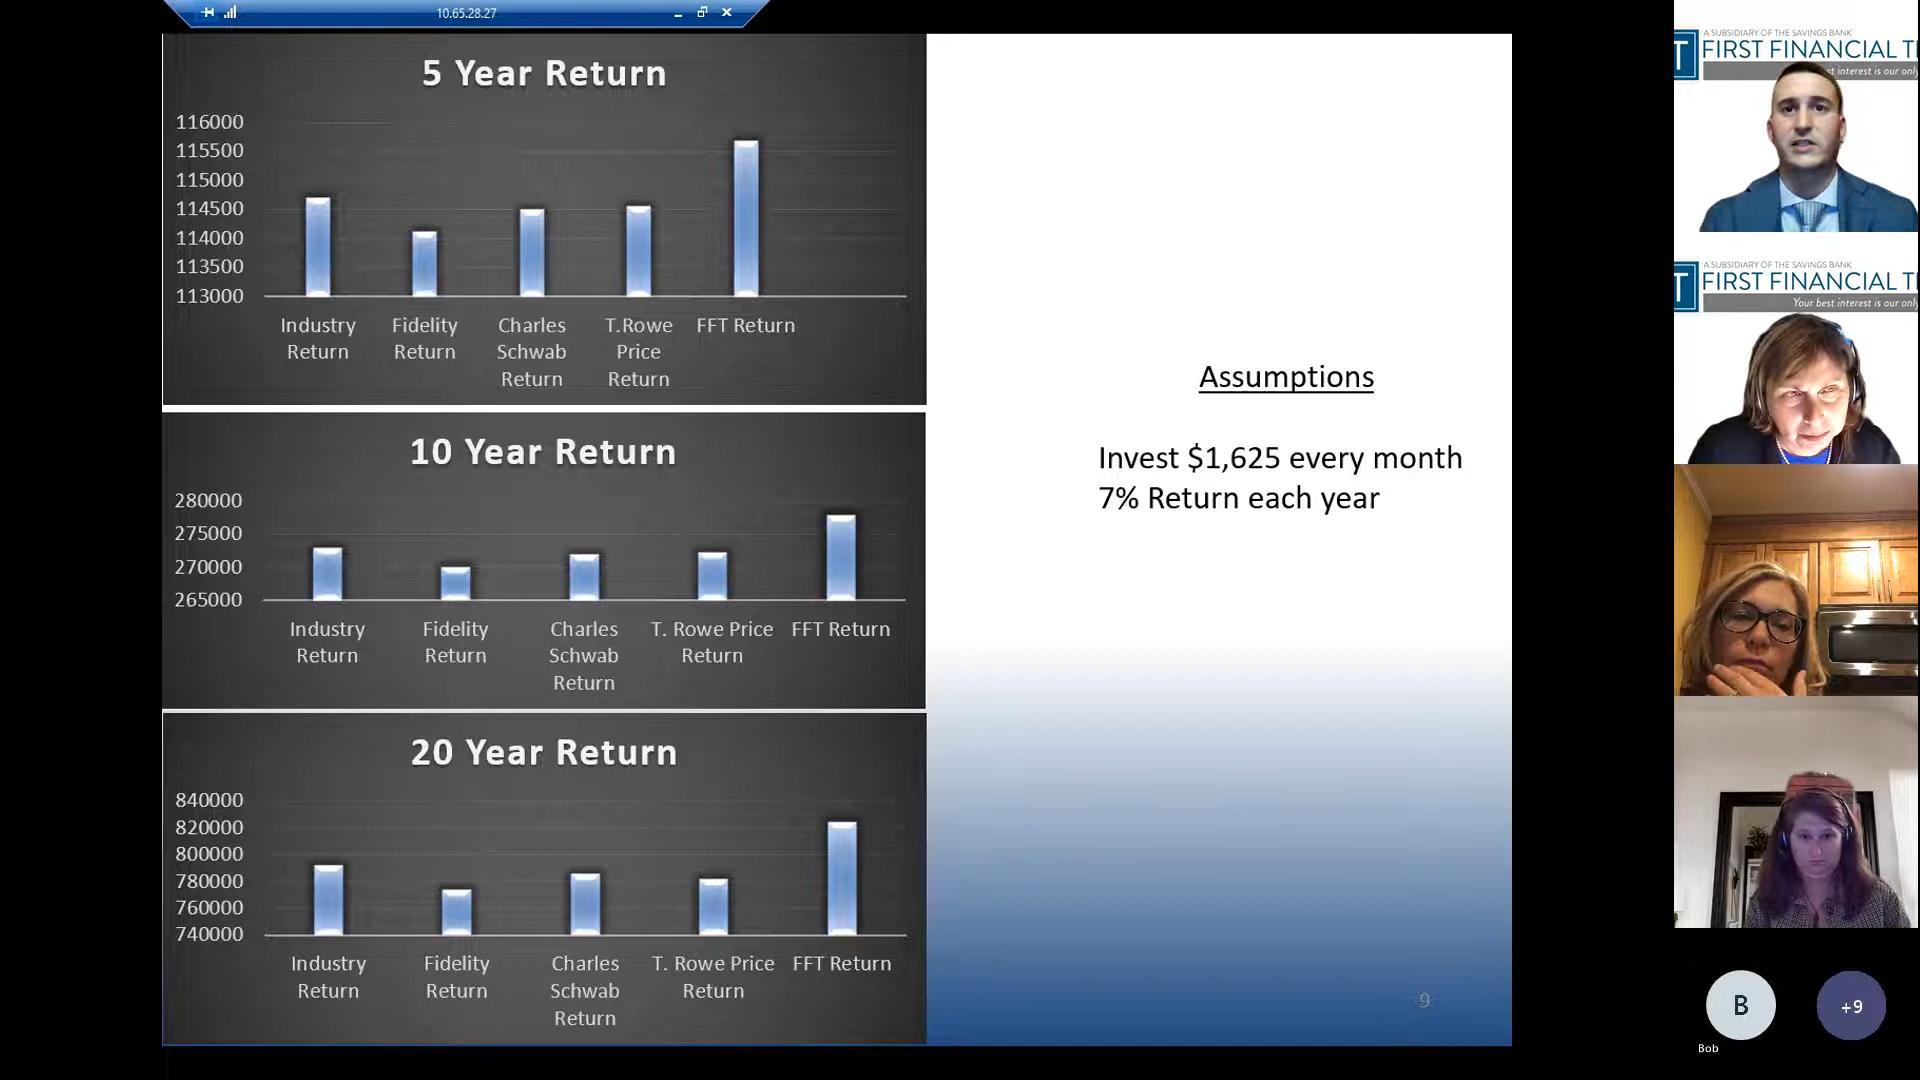 10.65.28.27
5 Year Return
116000
115500
115000
114500
114000
113500
113000
Industry Return
Fidelity Return
Charles Schwab Return
T.Rowe Price Return
FFT Return
10 Year Return
280000
275000
270000
265000
Industry Return
Fidelity Return
Charles Schwab Return
T. Rowe Price Return
FFT Return
20 Year Return
840000
820000
800000
780000
760000
740000
Industry Return
Fidelity Return
Charles Schwab Return
T. Rowe Price Return
FFT Return
Assumptions
Invest $1,625 every month
7% Return each year
9
A SUBSIDIARY OF THE SAVINGS BANK
T FIRST FINANCIAL T
st interest is our only
A SUBSIDIARY OF THE SAVINGS BANK
T FIRST FINANCIAL T
Your best interest is our only
B
+9
Bob